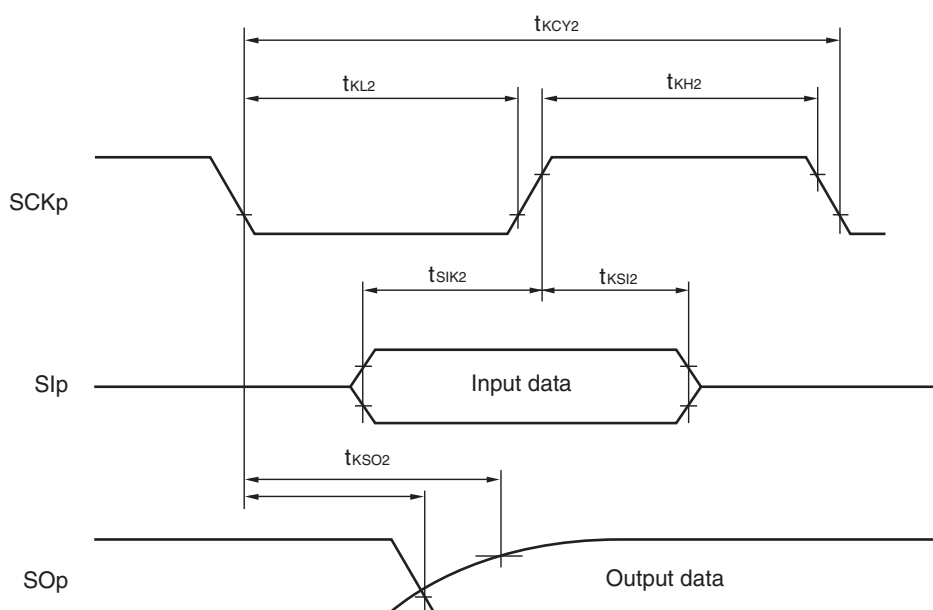 tKCY2
tKL2
tKH2
SCKp
tSIK2
tKSI2
SIp
Input data
tKSO2
SOp
Output data